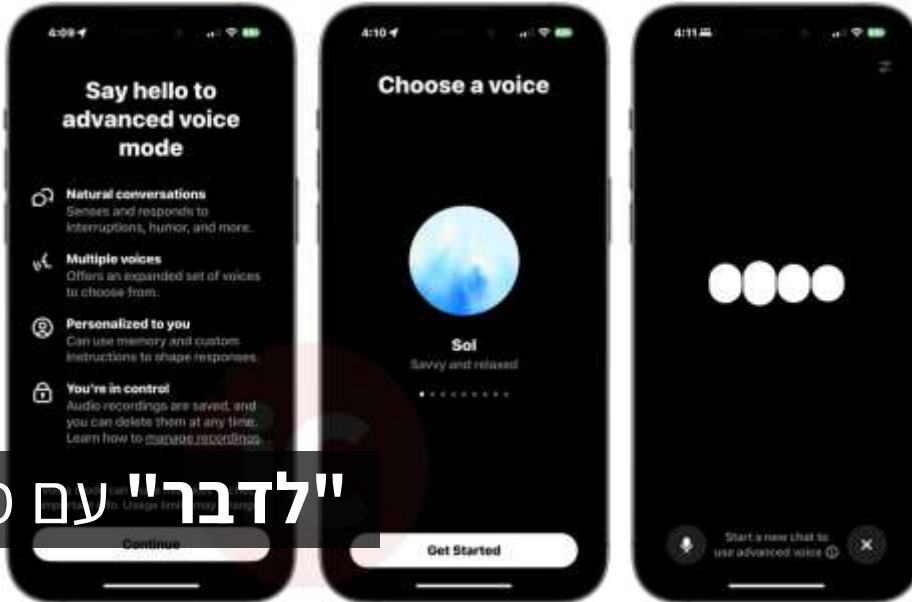 4:09
Say hello to
advanced voice
mode
Natural conversations
Senses and responds to
interruptions, humor, and more.
Multiple voices
Offers an expanded set of voices
to choose from.
Personalized to you
Can use memory and custom
instructions to shape responses.
You're in control
Audio recordings are saved, and
you can delete them at any time.
Learn how to manage recordings
Usage limits may change
Continue
4:10
Choose a voice
Sol
Savvy and relaxed
Get Started
4:11
Start a new chat to
use advanced voice
"לדבר" עם